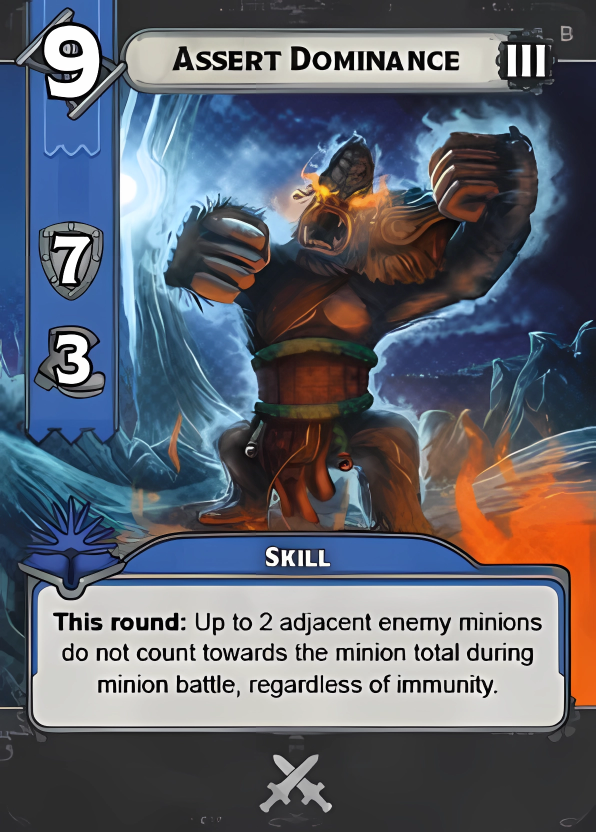 9
ASSERT DOMINANCE
III
B
7
3
SKILL
This round: Up to 2 adjacent enemy minions
do not count towards the minion total during
minion battle, regardless of immunity.